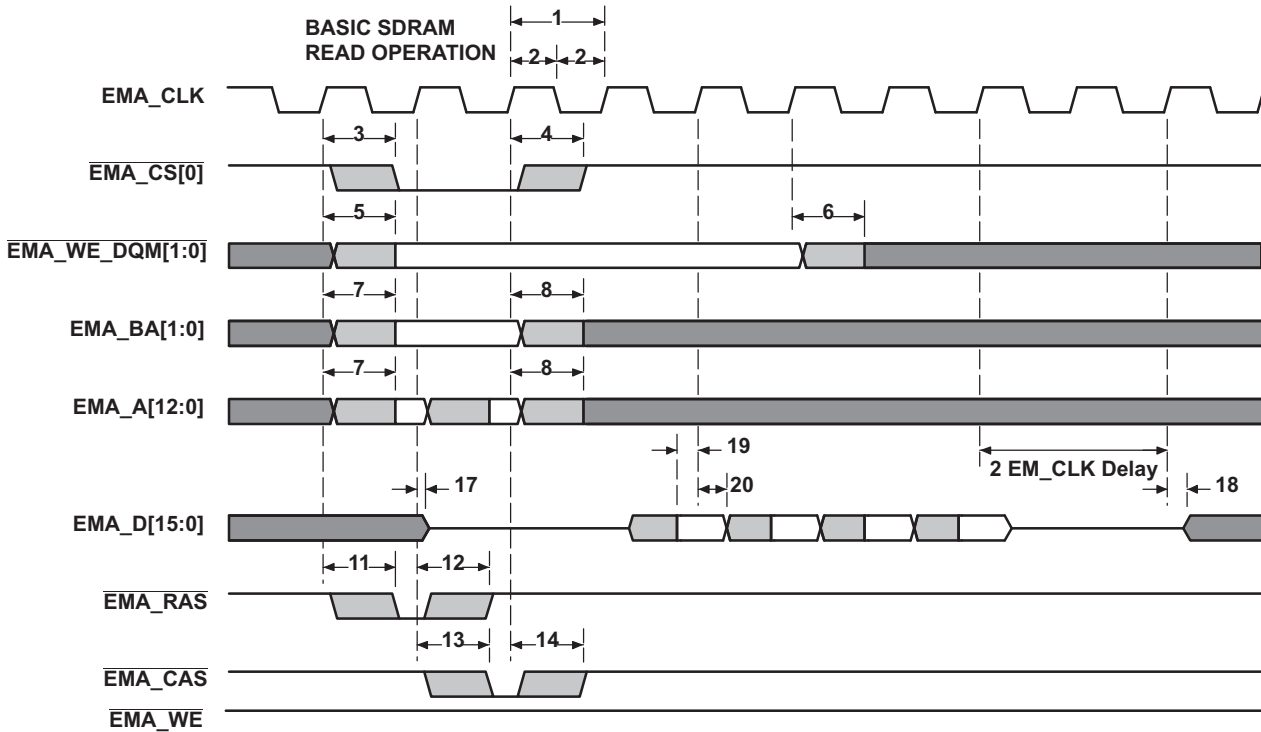 BASIC SDRAM
READ OPERATION
1
2 2
EMA_CLK
3 4
EMA_CS[0]
5 6
EMA_WE_DQM[1:0]
7 8
EMA_BA[1:0]
7 8
EMA_A[12:0]
19
2 EM_CLK Delay
17 20 18
EMA_D[15:0]
11 12
EMA_RAS
13 14
EMA_CAS
EMA_WE